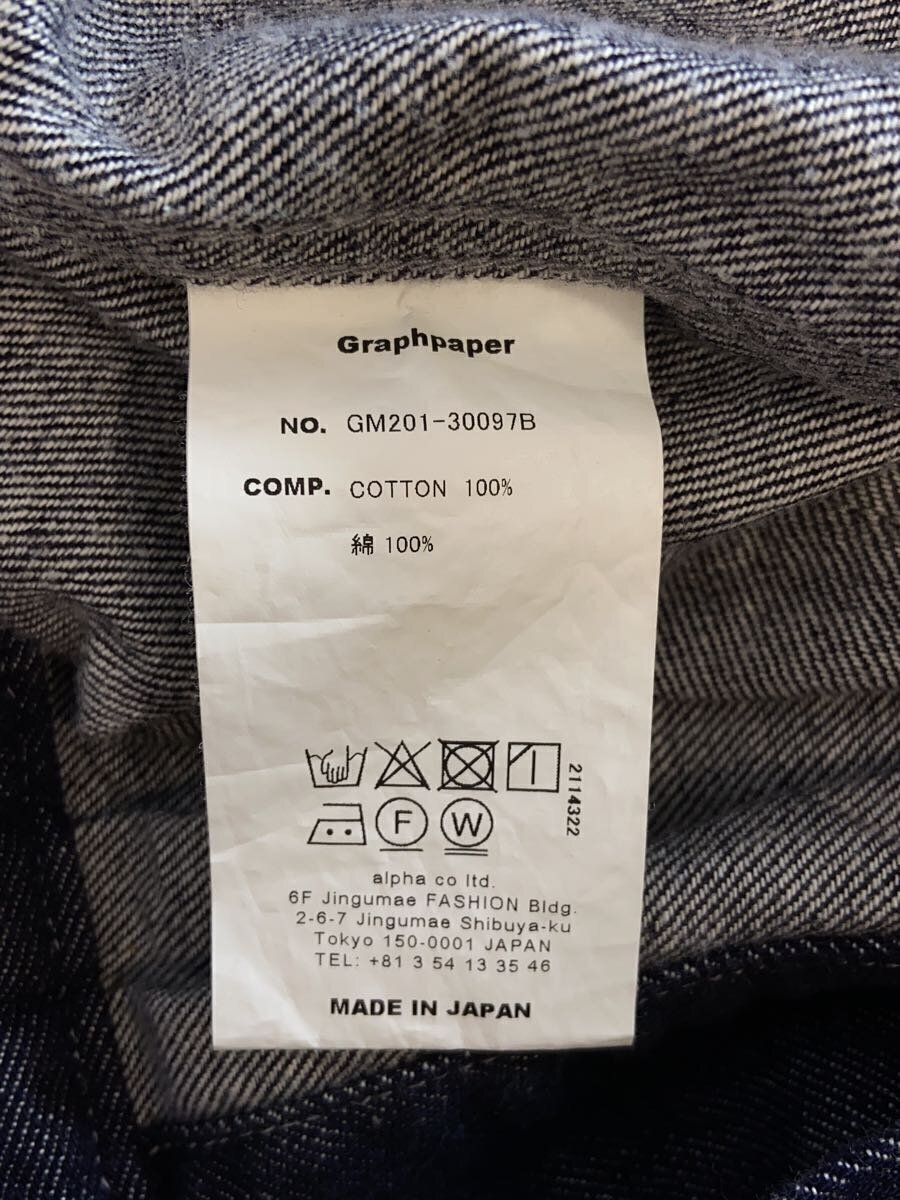 Graphpaper
NO. GM201-30097B
COMP. COTTON 100%
綿 100%
2114322
F
W
alpha co ltd.
6F Jingumae FASHION Bldg.
2-6-7 Jingumae Shibuya-ku
Tokyo 150-0001 JAPAN
TEL: +81 3 54 13 35 46
MADE IN JAPAN